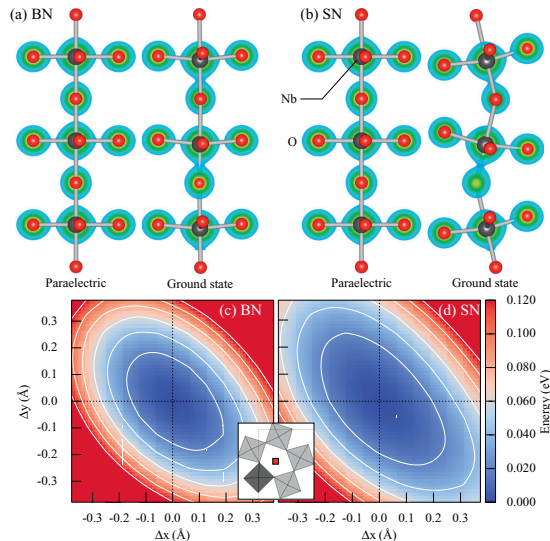 (a) BN
(b) SN
Nb
O
Paraelectric
Ground state
Paraelectric
Ground state
(c) BN
(d) SN
0.3
0.2
0.1
0.0
-0.1
-0.2
-0.3
Δy (Å)
-0.3 -0.2 -0.1 0.0 0.1 0.2 0.3
Δx (Å)
-0.3 -0.2 -0.1 0.0 0.1 0.2 0.3
Δx (Å)
0.120
0.100
0.080
0.060
0.040
0.020
0.000
Energy (eV)